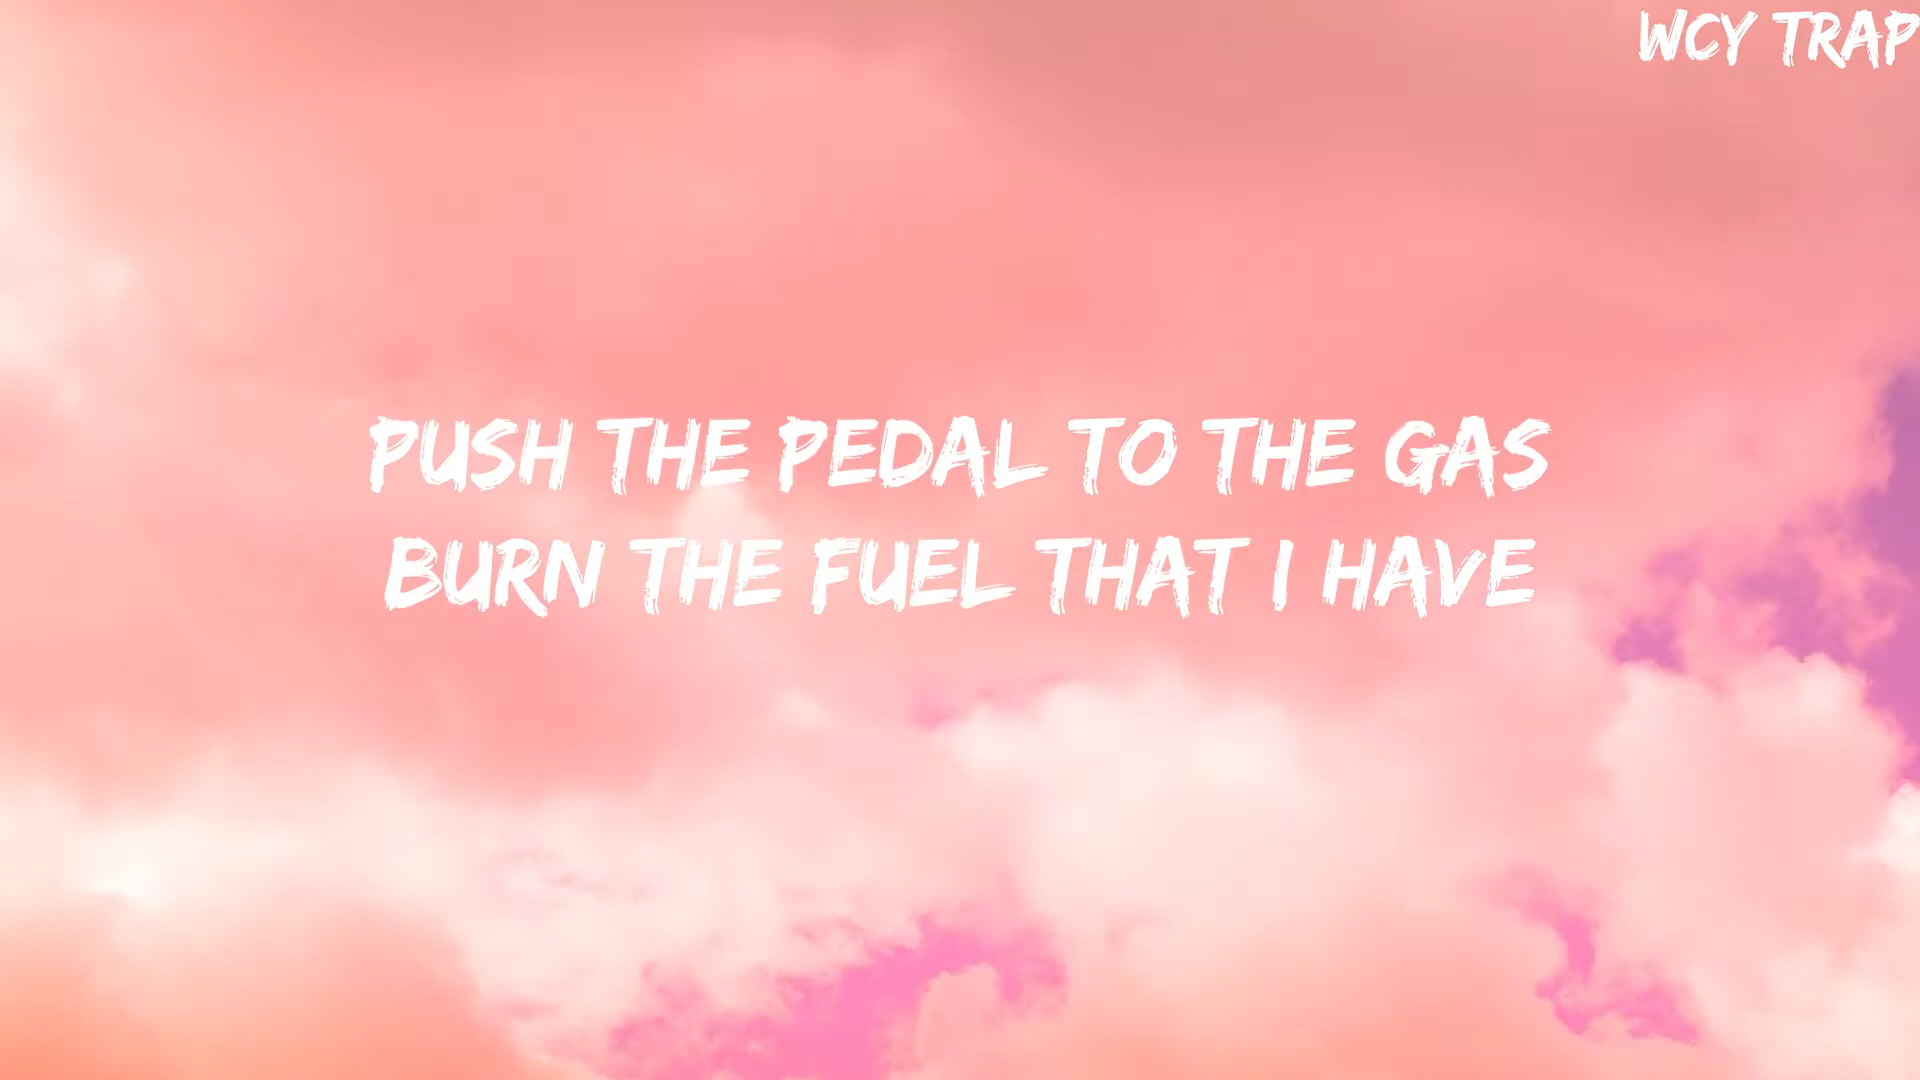 WCY TRAP
PUSH THE PEDAL TO THE GAS
BURN THE FUEL THAT I HAVE